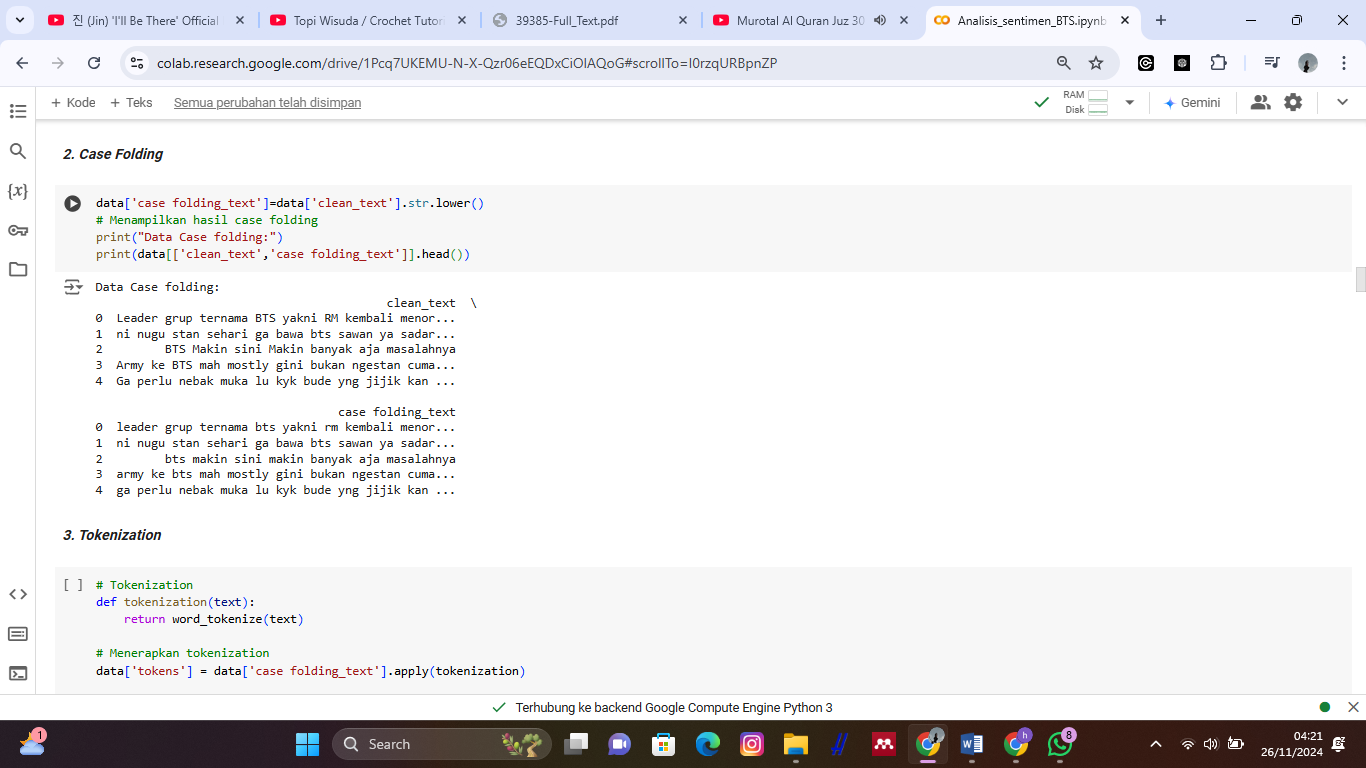 진 (Jin) 'I'll Be There' Official
Topi Wisuda / Crochet Tutori
39385-Full_Text.pdf
Murotal Al Quran Juz 30
Analisis_sentimen_BTS.ipynb
colab.research.google.com/drive/1Pcq7UKEMU-N-X-Qzr06eEQDxCiOIAQoG#scrollTo=I0rzqURBpnZP
+ Kode + Teks Semua perubahan telah disimpan
RAM
Disk
Gemini
2. Case Folding
data['case folding_text']=data['clean_text'].str.lower()
# Menampilkan hasil case folding
print("Data Case folding:")
print(data[['clean_text','case folding_text']].head())
Data Case folding:
clean_text \
0 Leader grup ternama BTS yakni RM kembali menor...
1 ni nugu stan sehari ga bawa bts sawan ya sadar...
2 BTS Makin sini Makin banyak aja masalahnya
3 Army ke BTS mah mostly gini bukan ngestan cuma...
4 Ga perlu nebak muka lu kyk bude yng jijik kan ...
case folding_text
0 leader grup ternama bts yakni rm kembali menor...
1 ni nugu stan sehari ga bawa bts sawan ya sadar...
2 bts makin sini makin banyak aja masalahnya
3 army ke bts mah mostly gini bukan ngestan cuma...
4 ga perlu nebak muka lu kyk bude yng jijik kan ...
3. Tokenization
[ ] # Tokenization
def tokenization(text):
return word_tokenize(text)
# Menerapkan tokenization
data['tokens'] = data['case folding_text'].apply(tokenization)
Terhubung ke backend Google Compute Engine Python 3
1
Search
h
8
04:21
26/11/2024